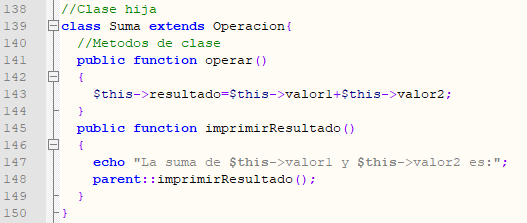 138 //Clase hija
139 class Suma extends Operacion{
140 //Metodos de clase
141 public function operar()
142 {
143 $this->resultado=$this->valor1+$this->valor2;
144 }
145 public function imprimirResultado()
146 {
147 echo "La suma de $this->valor1 y $this->valor2 es:";
148 parent::imprimirResultado();
149 }
150 }